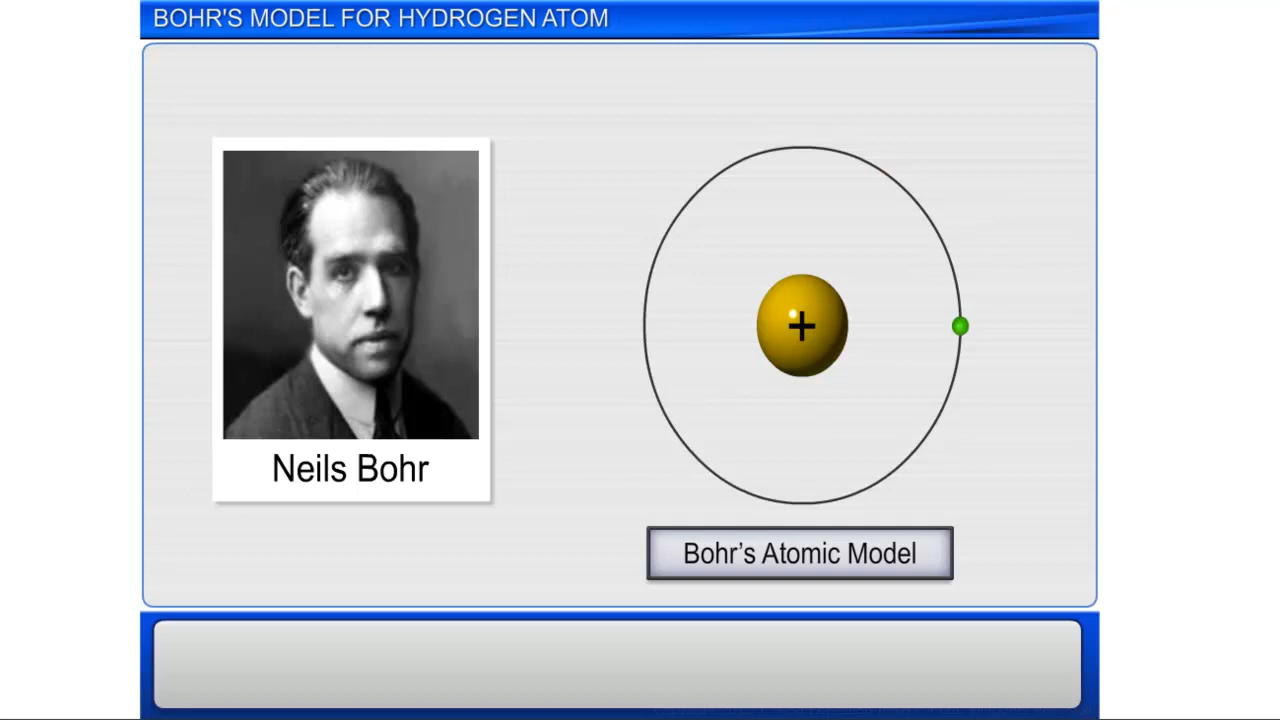 BOHR'S MODEL FOR HYDROGEN ATOM
+
Neils Bohr
Bohr’s Atomic Model